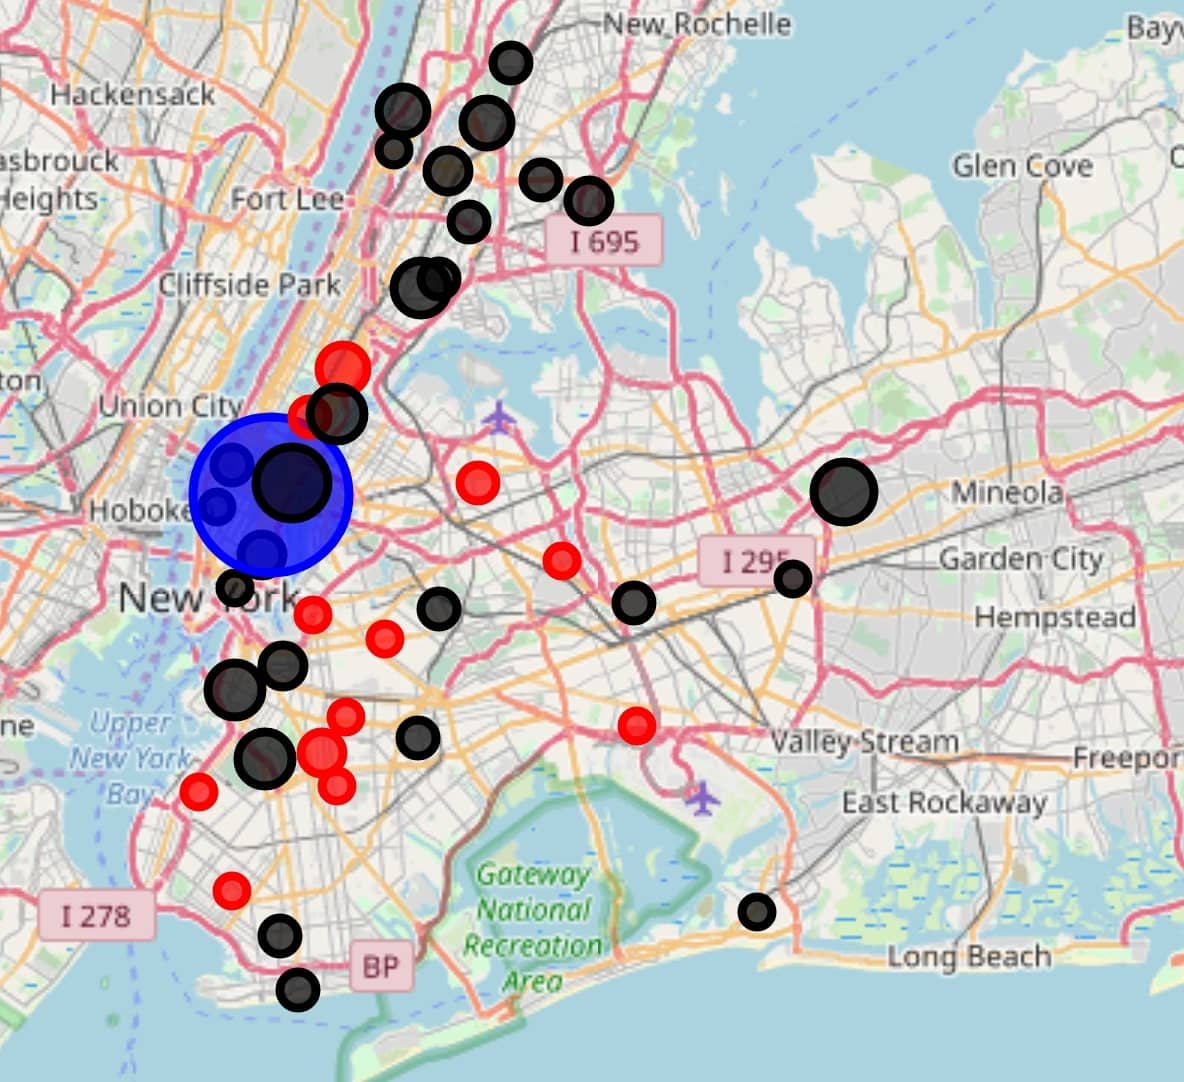 New Rochelle
Bayv
Hackensack
asbrouck
Heights
Fort Lee
Glen Cove
I 695
Cliffside Park
ton
Union City
Mineola
Hoboke
I 295
Garden City
New York
Hempstead
ne
Upper
New York
Bay
Valley Stream
Freepor
East Rockaway
Gateway
National
Recreation
Area
I 278
BP
Long Beach